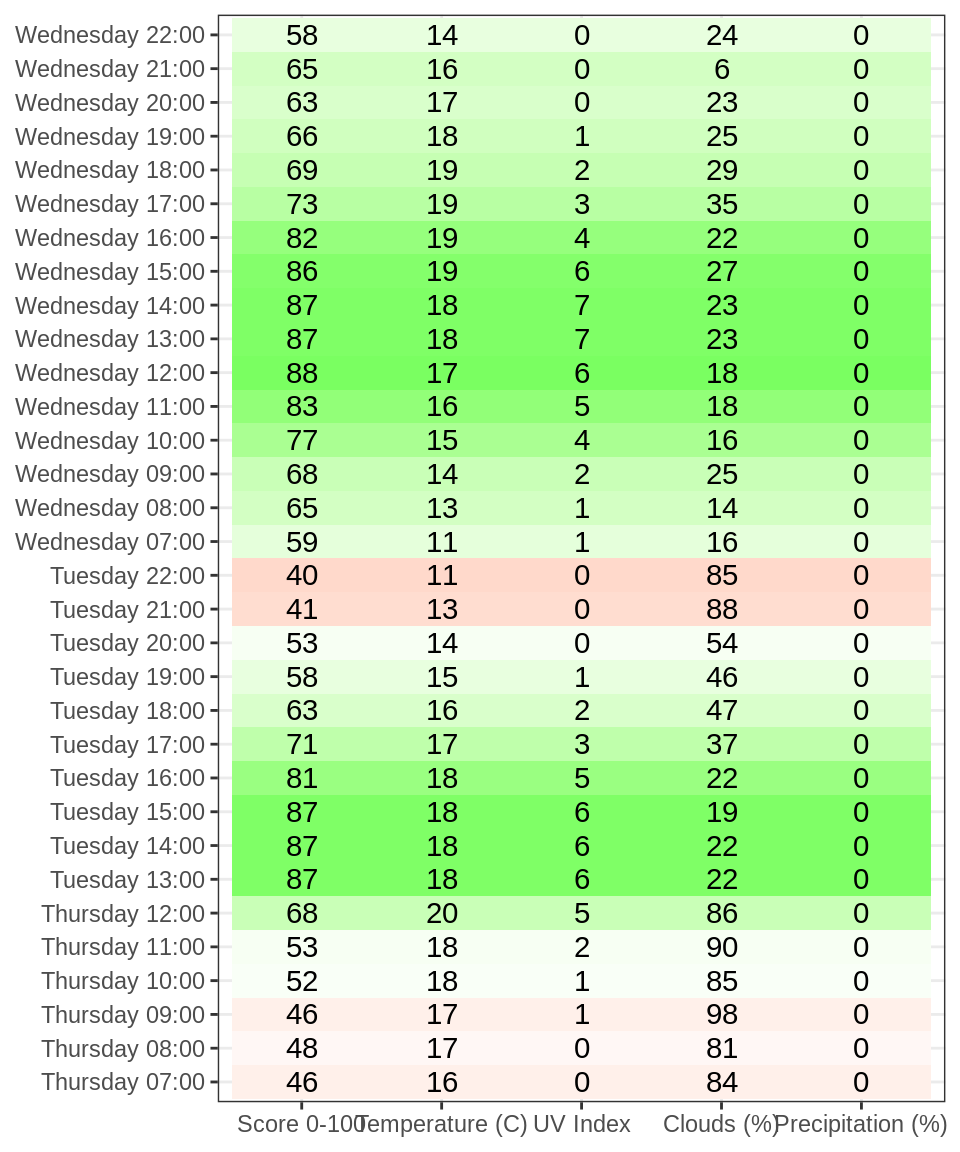 Wednesday 22:00 58 14 0 24 0
Wednesday 21:00 65 16 0 6 0
Wednesday 20:00 63 17 0 23 0
Wednesday 19:00 66 18 1 25 0
Wednesday 18:00 69 19 2 29 0
Wednesday 17:00 73 19 3 35 0
Wednesday 16:00 82 19 4 22 0
Wednesday 15:00 86 19 6 27 0
Wednesday 14:00 87 18 7 23 0
Wednesday 13:00 87 18 7 23 0
Wednesday 12:00 88 17 6 18 0
Wednesday 11:00 83 16 5 18 0
Wednesday 10:00 77 15 4 16 0
Wednesday 09:00 68 14 2 25 0
Wednesday 08:00 65 13 1 14 0
Wednesday 07:00 59 11 1 16 0
Tuesday 22:00 40 11 0 85 0
Tuesday 21:00 41 13 0 88 0
Tuesday 20:00 53 14 0 54 0
Tuesday 19:00 58 15 1 46 0
Tuesday 18:00 63 16 2 47 0
Tuesday 17:00 71 17 3 37 0
Tuesday 16:00 81 18 5 22 0
Tuesday 15:00 87 18 6 19 0
Tuesday 14:00 87 18 6 22 0
Tuesday 13:00 87 18 6 22 0
Thursday 12:00 68 20 5 86 0
Thursday 11:00 53 18 2 90 0
Thursday 10:00 52 18 1 85 0
Thursday 09:00 46 17 1 98 0
Thursday 08:00 48 17 0 81 0
Thursday 07:00 46 16 0 84 0
Score 0-100 Temperature (C) UV Index Clouds (%) Precipitation (%)